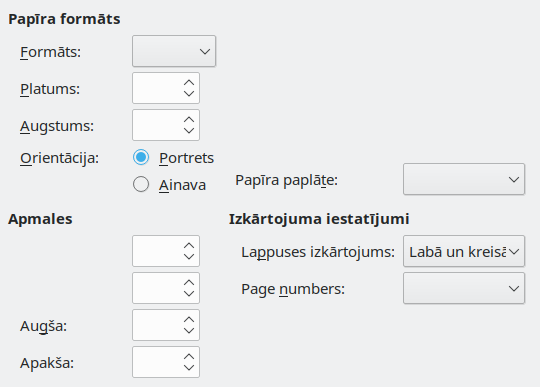 Papīra formāts
Formāts:
Platums:
Augstums:
Orientācija:
Portrets
Ainava
Papīra paplāte:
Apmales
Augša:
Apakša:
Izkārtojuma iestatījumi
Lappuses izkārtojums:
Labā un kreisā
Page numbers: